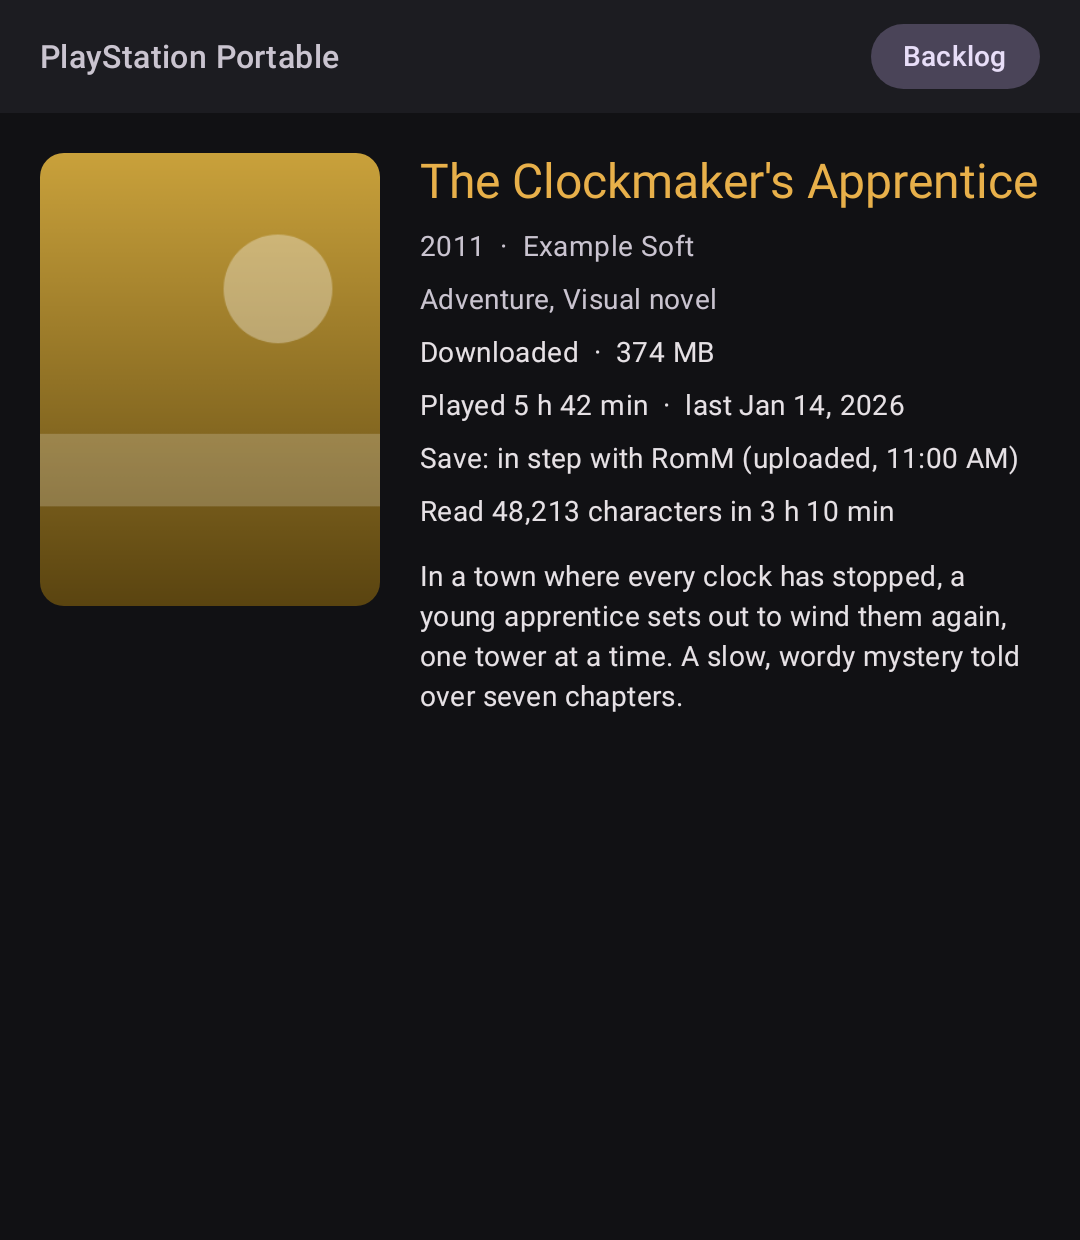 PlayStation Portable
Backlog
The Clockmaker's Apprentice
2011 · Example Soft
Adventure, Visual novel
Downloaded · 374 MB
Played 5 h 42 min · last Jan 14, 2026
Save: in step with RomM (uploaded, 11:00 AM)
Read 48,213 characters in 3 h 10 min
In a town where every clock has stopped, a
young apprentice sets out to wind them again,
one tower at a time. A slow, wordy mystery told
over seven chapters.